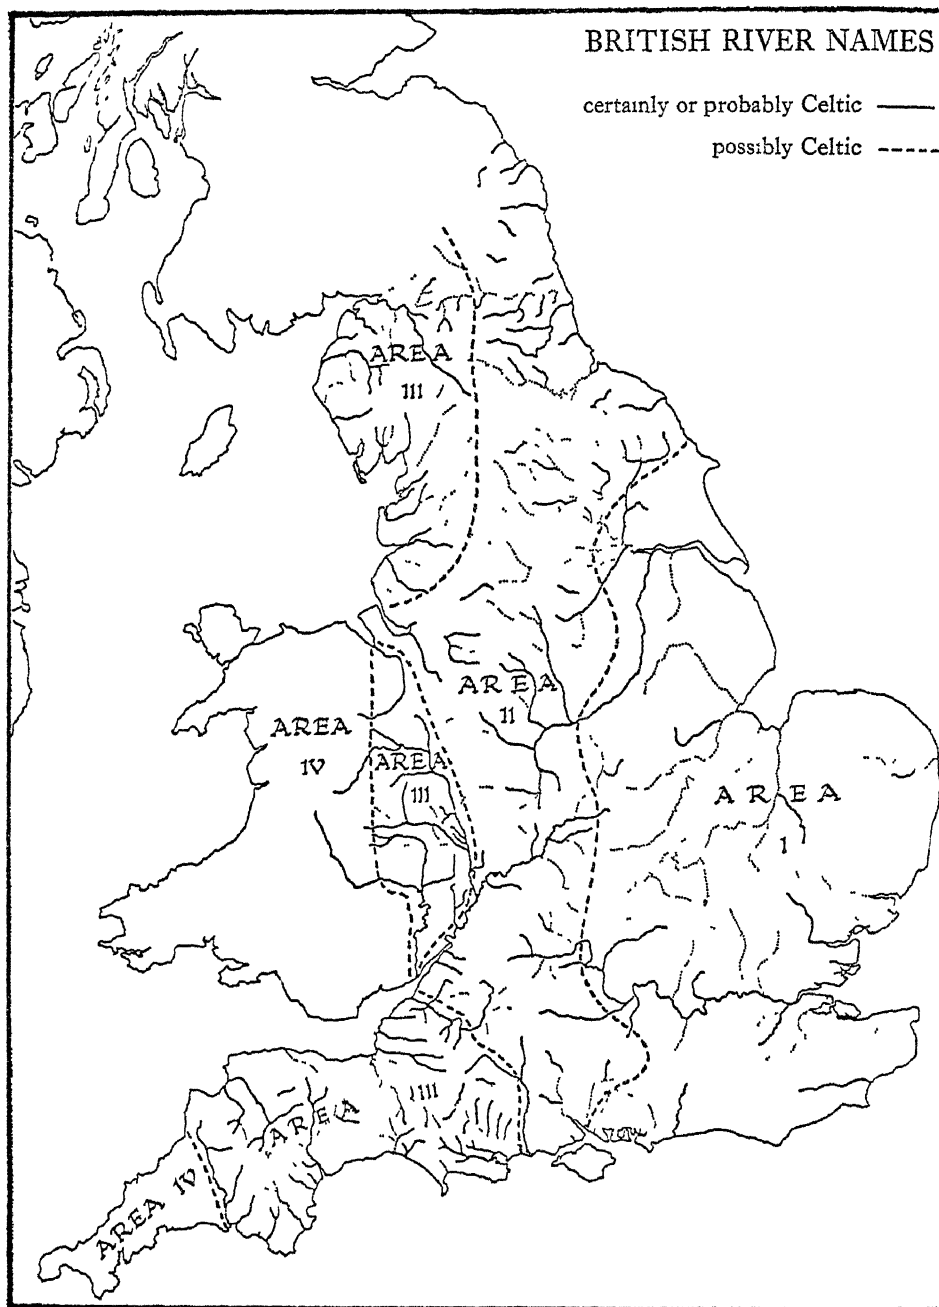 BRITISH RIVER NAMES
certainly or probably Celtic
possibly Celtic
AREA
III
AREA
II
AREA
IV
AREA
III
AREA
I
AREA
IIII
AREA IV